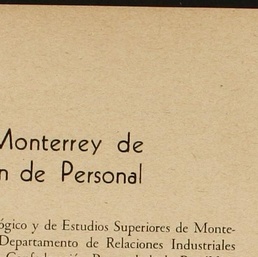 Monterrey de
n de Personal
ógico y de Estudios Superiores de Monte-
Departamento de Relaciones Industriales